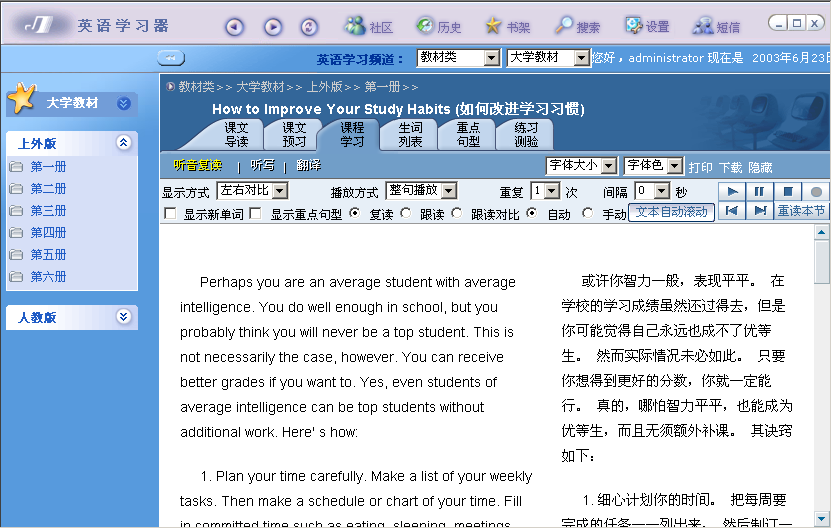 英语学习器 社区 历史 书架 搜索 设置 短信
英语学习频道： 教材类 大学教材 您好，administrator 现在是 2003年6月23日
教材类>> 大学教材>> 上外版>> 第一册>>
How to Improve Your Study Habits (如何改进学习习惯)
大学教材
课文导读 课文预习 课程学习 生词列表 重点句型 练习测验
上外版
听音复读 | 听写 | 翻译 字体大小 字体色 打印 下载 隐藏
第一册
第二册
第三册
第四册
第五册
第六册
人教版
显示方式 左右对比 播放方式 整句播放 重复 1 次 间隔 0 秒
显示新单词 显示重点句型 复读 跟读 跟读对比 自动 手动 文本自动滚动 重读本节
Perhaps you are an average student with average
intelligence. You do well enough in school, but you
probably think you will never be a top student. This is
not necessarily the case, however. You can receive
better grades if you want to. Yes, even students of
average intelligence can be top students without
additional work. Here' s how:
1. Plan your time carefully. Make a list of your weekly
tasks. Then make a schedule or chart of your time. Fill
in committed time such as eating, sleeping, meetings,
或许你智力一般，表现平平。 在
学校的学习成绩虽然还过得去，但是
你可能觉得自己永远也成不了优等
生。 然而实际情况未必如此。 只要
你想得到更好的分数，你就一定能
行。 真的，哪怕智力平平，也能成为
优等生，而且无须额外补课。 其诀窍
如下：
1. 细心计划你的时间。 把每周要
完成的任务一一列出来。 然后制订一